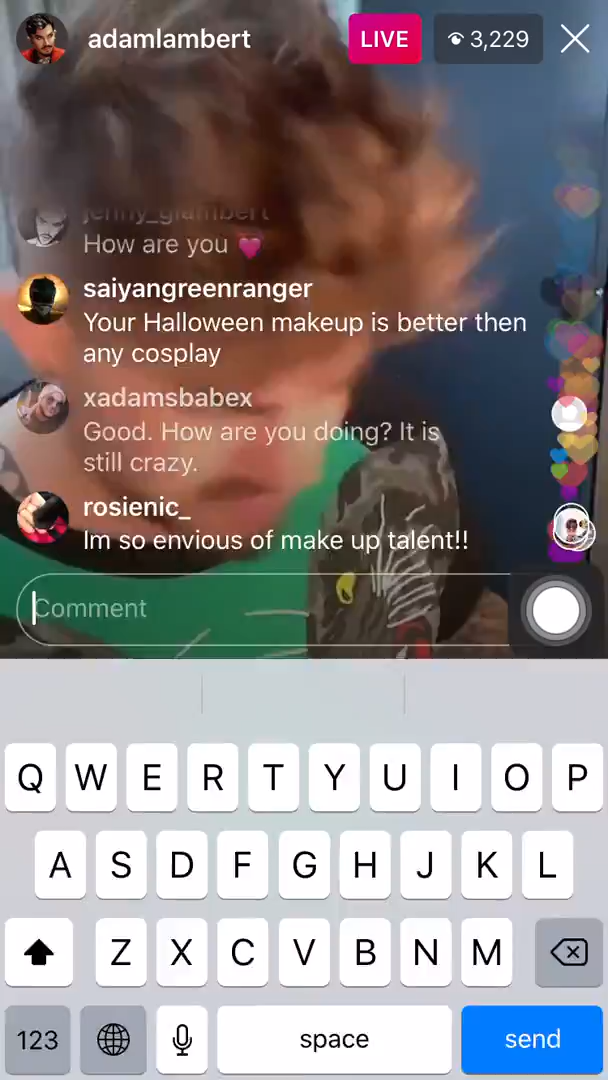 adamlambert
LIVE
3,229
jenny_glambert
How are you
saiyangreenranger
Your Halloween makeup is better then
any cosplay
xadamsbabex
Good. How are you doing? It is
still crazy.
rosienic_
Im so envious of make up talent!!
Comment
Q W E R T Y U I O P
A S D F G H J K L
Z X C V B N M
123 space send